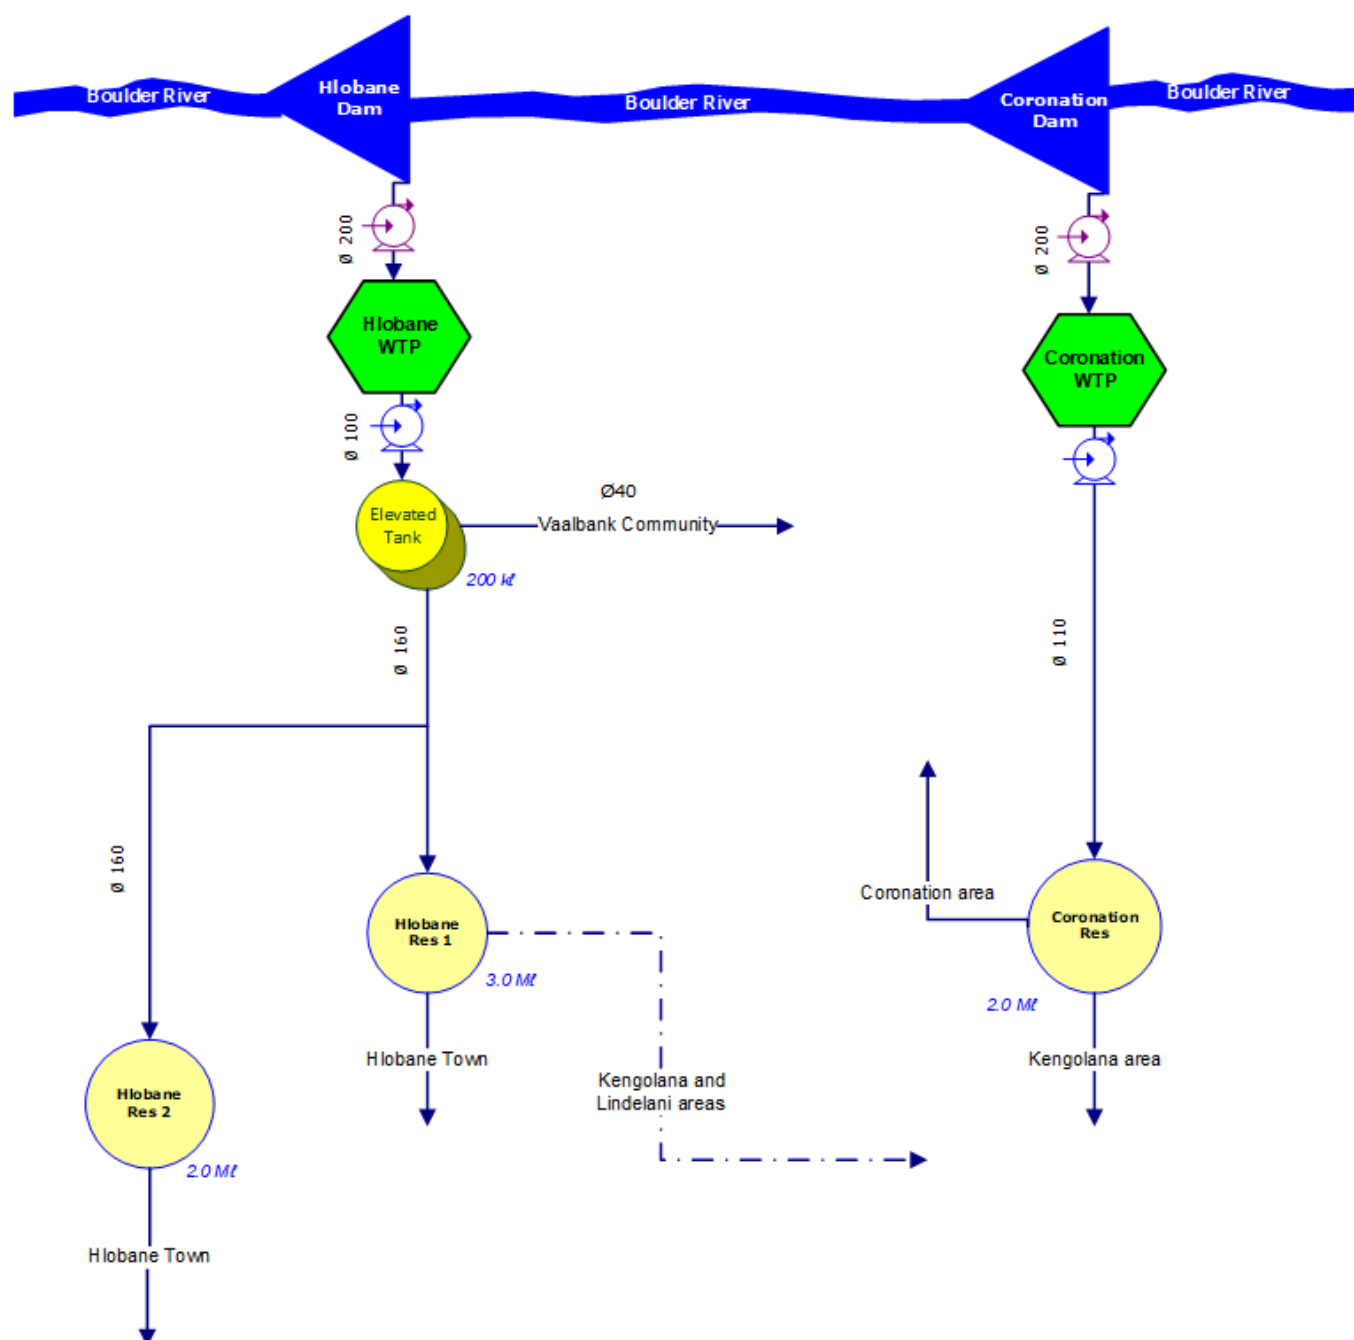 Boulder River
Hlobane
Dam
Boulder River
Coronation
Dam
Boulder River
Ø 200
Ø 200
Hlobane
WTP
Coronation
WTP
Ø 100
Elevated
Tank
Ø40
Vaalbank Community
200 kℓ
Ø 160
Ø 110
Ø 160
Coronation area
Hlobane
Res 1
Coronation
Res
3.0 Mℓ
2.0 Mℓ
Hlobane Town
Kengolana area
Kengolana and
Lindelani areas
Hlobane
Res 2
2.0 Mℓ
Hlobane Town